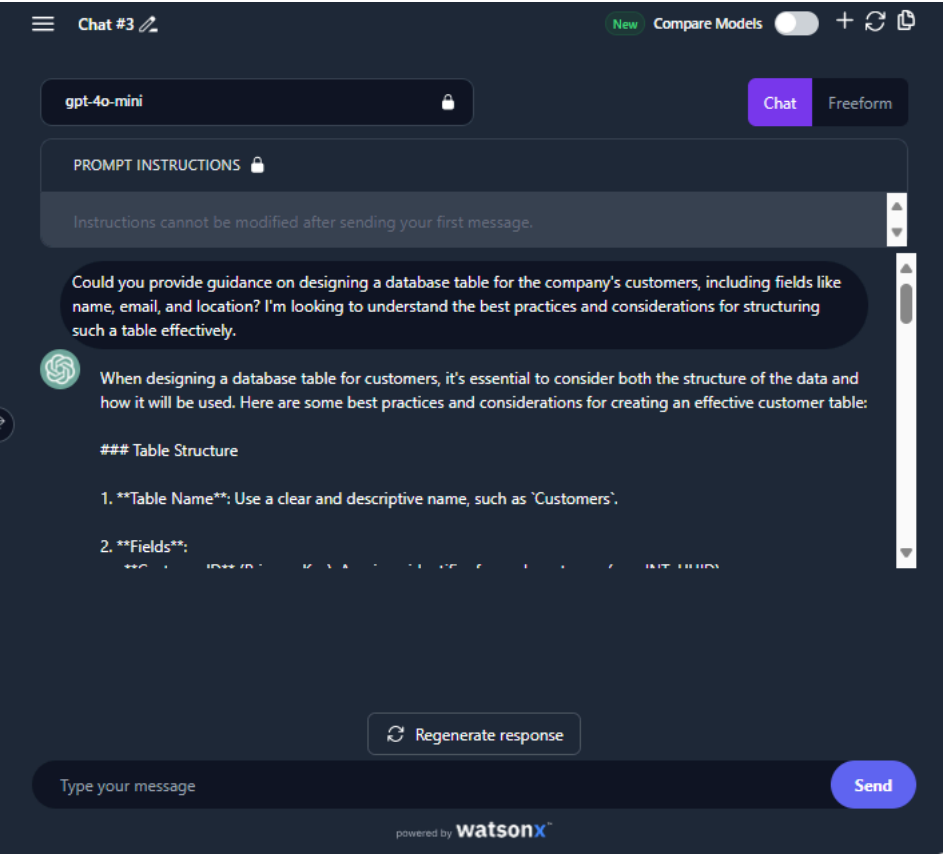 Chat #3
New Compare Models
gpt-4o-mini
Chat Freeform
PROMPT INSTRUCTIONS
Instructions cannot be modified after sending your first message.
Could you provide guidance on designing a database table for the company's customers, including fields like
name, email, and location? I'm looking to understand the best practices and considerations for structuring
such a table effectively.
When designing a database table for customers, it's essential to consider both the structure of the data and
how it will be used. Here are some best practices and considerations for creating an effective customer table:
### Table Structure
1. **Table Name**: Use a clear and descriptive name, such as `Customers`.
2. **Fields**:
Regenerate response
Type your message
Send
powered by watsonx™